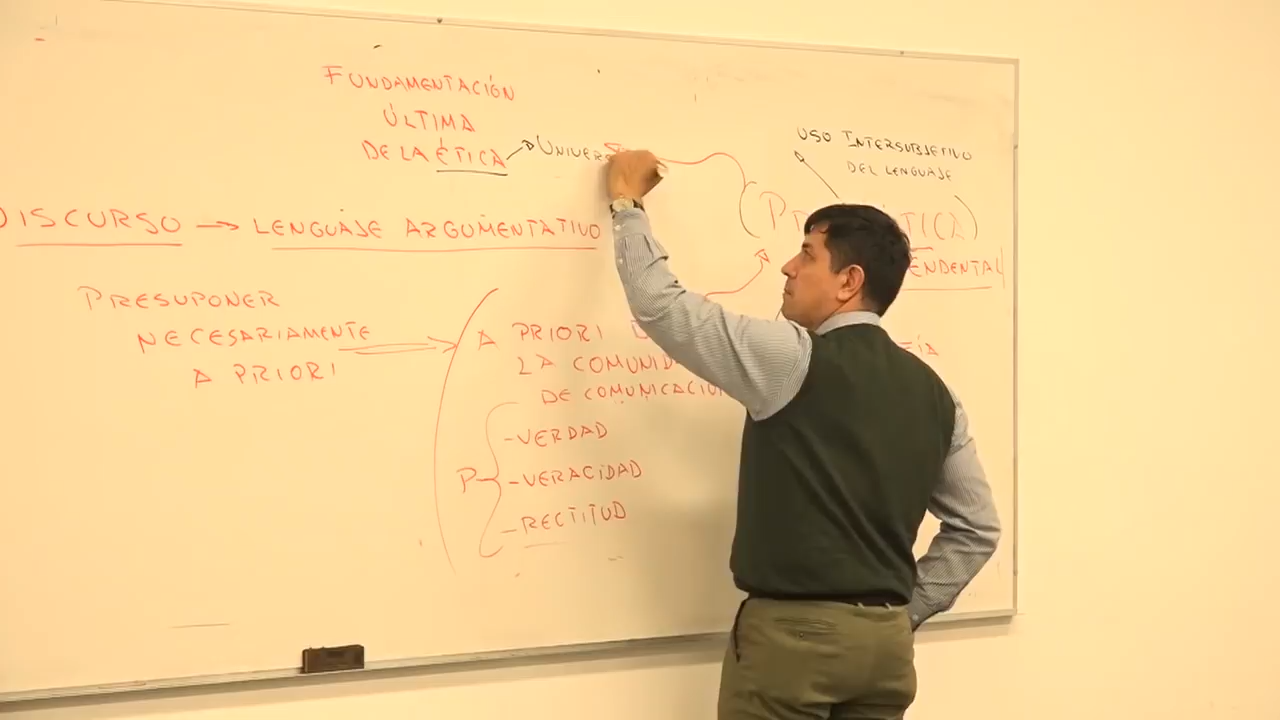 FUNDAMENTACIÓN
ÚLTIMA
DE LA ÉTICA
USO INTERSUBJETIVO
DEL LENGUAJE
DISCURSO → LENGUAJE ARGUMENTATIVO
PRESUPONER
NECESARIAMENTE
A PRIORI
A PRIORI
LA
DE COMUNICACIÓN
P
-VERDAD
-VERACIDAD
-RECTITUD